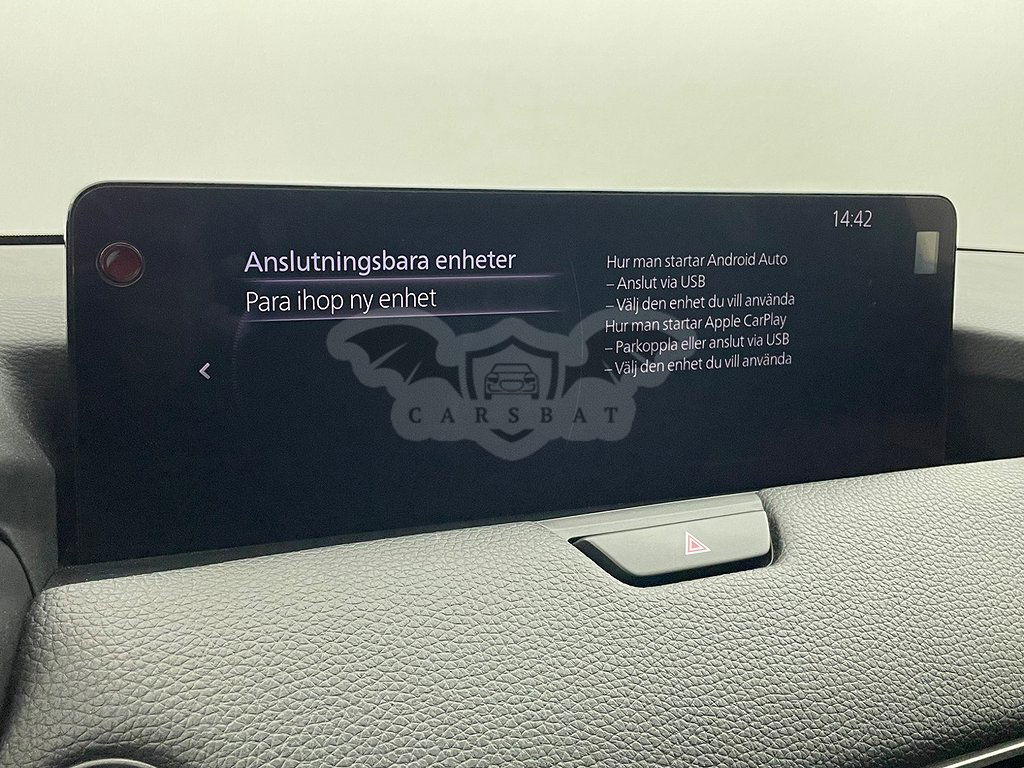 14:42
Anslutningsbara enheter
Para ihop ny enhet
Hur man startar Android Auto
– Anslut via USB
– Välj den enhet du vill använda
Hur man startar Apple CarPlay
– Parkoppla eller anslut via USB
– Välj den enhet du vill använda
CARSBAT